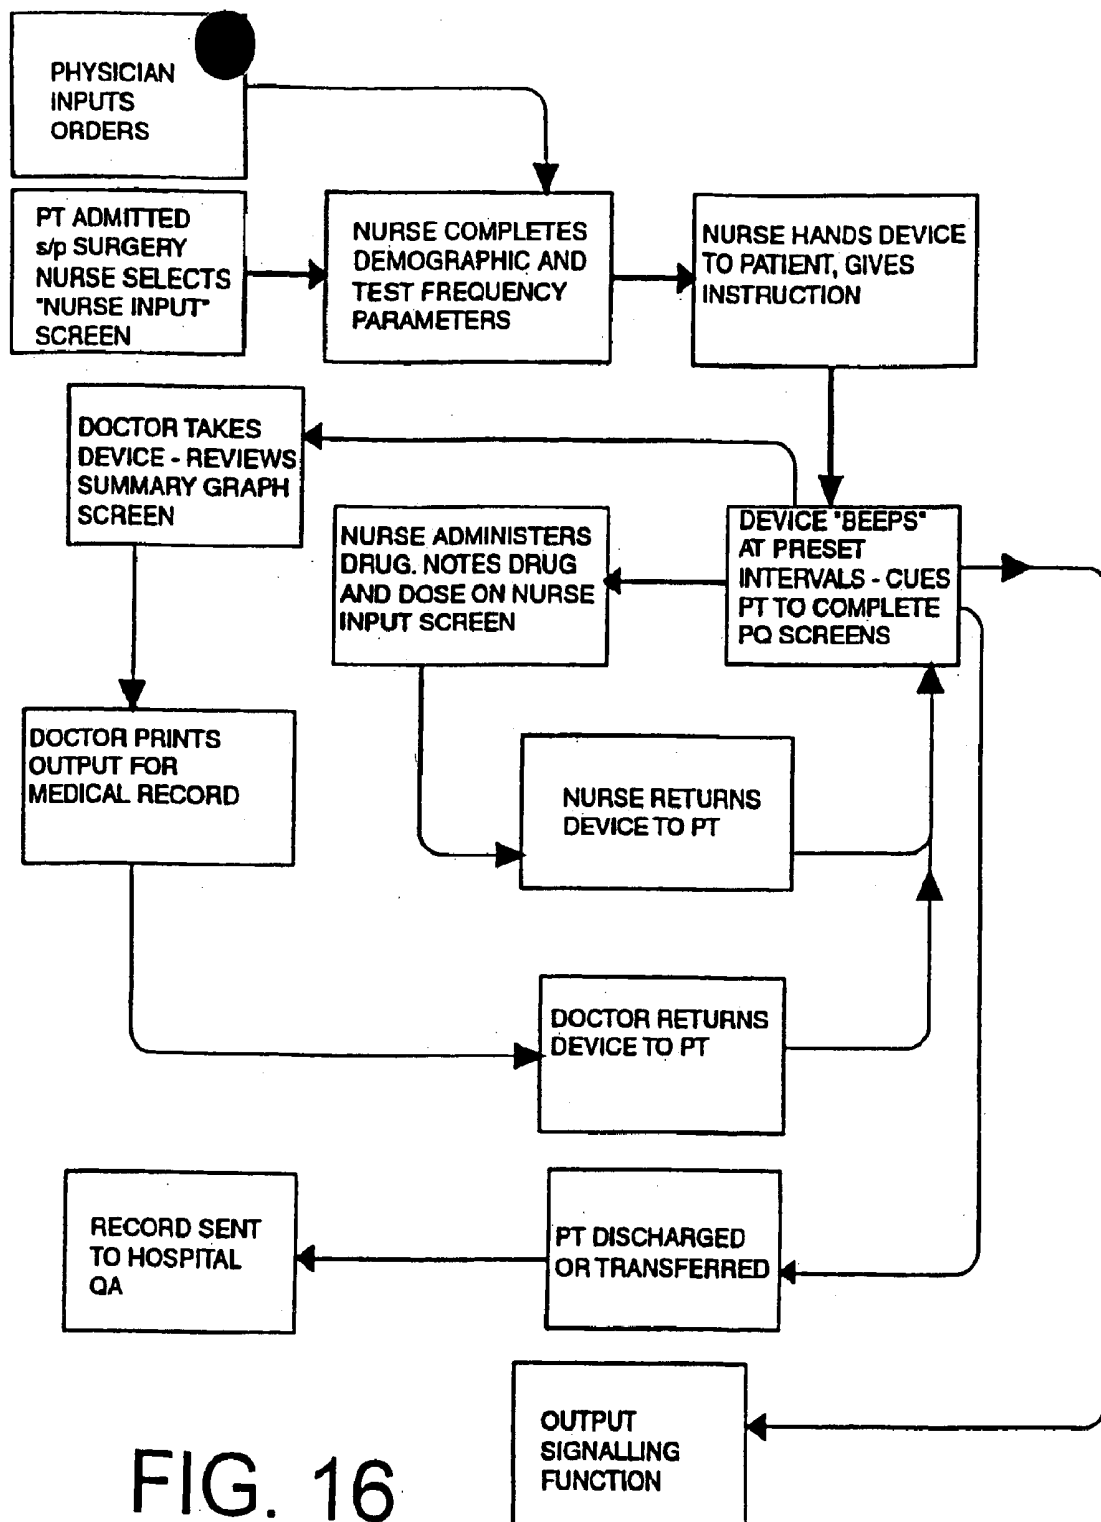 PHYSICIAN
INPUTS
ORDERS
PT ADMITTED
s/p SURGERY
NURSE SELECTS
"NURSE INPUT"
SCREEN
NURSE COMPLETES
DEMOGRAPHIC AND
TEST FREQUENCY
PARAMETERS
NURSE HANDS DEVICE
TO PATIENT, GIVES
INSTRUCTION
DOCTOR TAKES
DEVICE - REVIEWS
SUMMARY GRAPH
SCREEN
NURSE ADMINISTERS
DRUG. NOTES DRUG
AND DOSE ON NURSE
INPUT SCREEN
DEVICE "BEEPS"
AT PRESET
INTERVALS - CUES
PT TO COMPLETE
PQ SCREENS
DOCTOR PRINTS
OUTPUT FOR
MEDICAL RECORD
NURSE RETURNS
DEVICE TO PT
DOCTOR RETURNS
DEVICE TO PT
RECORD SENT
TO HOSPITAL
QA
PT DISCHARGED
OR TRANSFERRED
OUTPUT
SIGNALLING
FUNCTION
FIG. 16